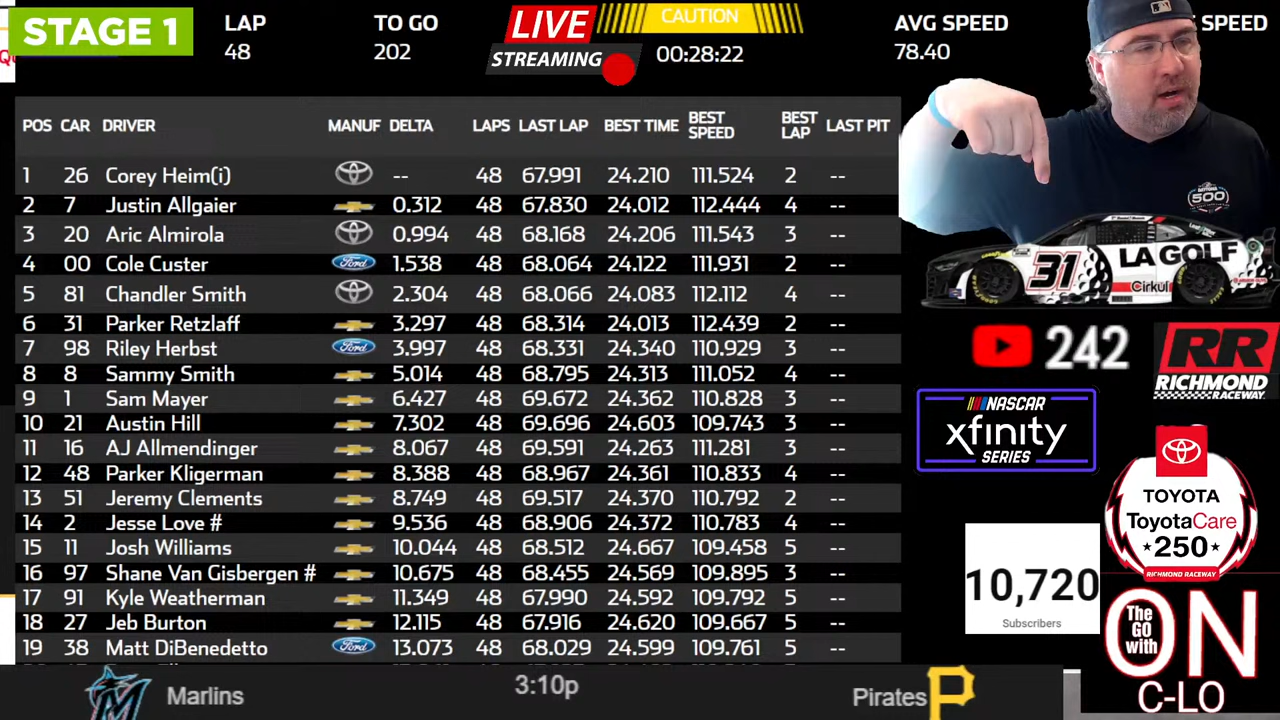 STAGE 1
LAP
48
TO GO
202
LIVE
STREAMING
CAUTION
00:28:22
AVG SPEED
78.40
SPEED
POS CAR DRIVER MANUF DELTA LAPS LAST LAP BEST TIME BEST SPEED BEST LAP LAST PIT
1 26 Corey Heim(i) -- 48 67.991 24.210 111.524 2
2 7 Justin Allgaier 0.312 48 67.830 24.012 112.444 4 --
3 20 Aric Almirola 0.994 48 68.168 24.206 111.543 3 --
4 00 Cole Custer Ford 1.538 48 68.064 24.122 111.931 2 --
5 81 Chandler Smith 2.304 48 68.066 24.083 112.112 4 --
6 31 Parker Retzlaff 3.297 48 68.314 24.013 112.439 2 --
7 98 Riley Herbst Ford 3.997 48 68.331 24.340 110.929 3 --
8 8 Sammy Smith 5.014 48 68.795 24.313 111.052 4 --
9 1 Sam Mayer 6.427 48 69.672 24.362 110.828 3 --
10 21 Austin Hill 7.302 48 69.696 24.603 109.743 3 --
11 16 AJ Allmendinger 8.067 48 69.591 24.263 111.281 3 --
12 48 Parker Kligerman 8.388 48 68.967 24.361 110.833 4 --
13 51 Jeremy Clements 8.749 48 69.517 24.370 110.792 2 --
14 2 Jesse Love # 9.536 48 68.906 24.372 110.783 4 --
15 11 Josh Williams 10.044 48 68.512 24.667 109.458 5 --
16 97 Shane Van Gisbergen # 10.675 48 68.455 24.569 109.895 3 --
17 91 Kyle Weatherman 11.349 48 67.990 24.592 109.792 5 --
18 27 Jeb Burton 12.115 48 67.916 24.620 109.667 5 --
19 38 Matt DiBenedetto Ford 13.073 48 68.029 24.599 109.761 5 --
500
31
LA GOLF
Cirkul
242
RR
RICHMOND
RACEWAY
NASCAR
xfinity
SERIES
TOYOTA
ToyotaCare
250
RICHMOND RACEWAY
10,720
Subscribers
The
GO
with
ON
C-LO
Marlins
3:10p
Pirates
P